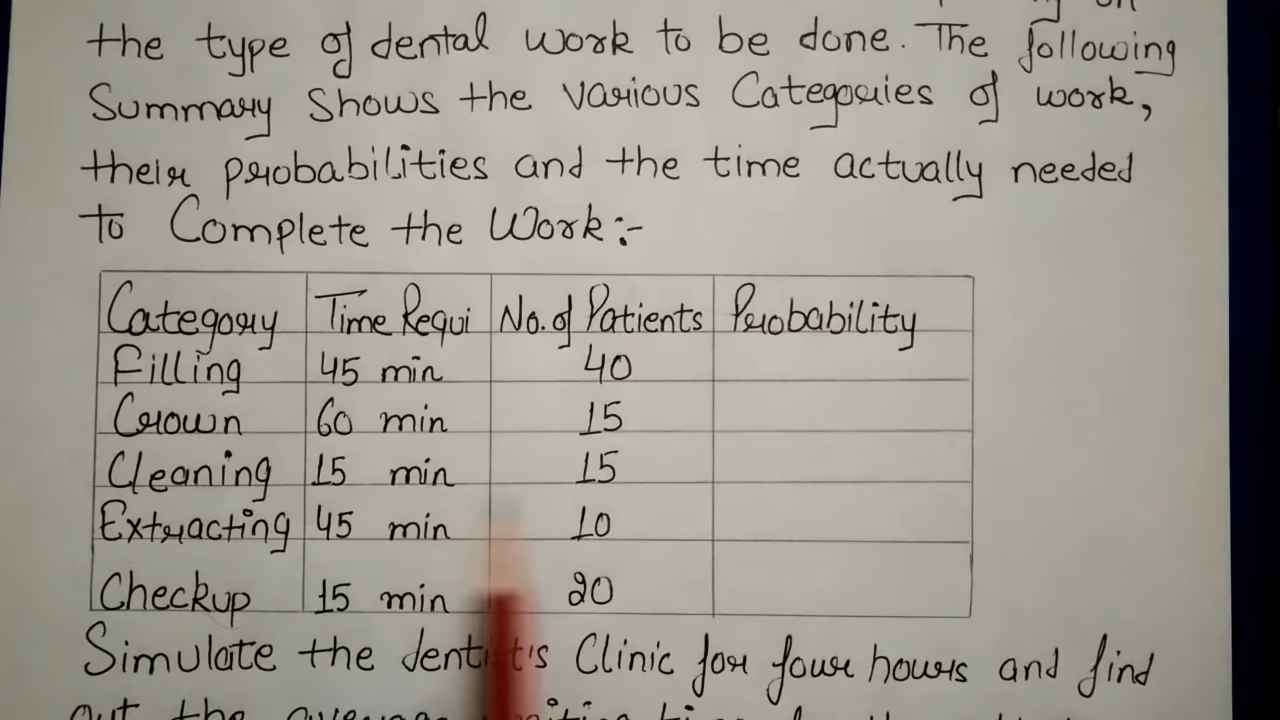 the type of dental work to be done. The following
Summary Shows the various Categories of work,
their probabilities and the time actually needed
to Complete the Work:-
Category Time Requi No. of Patients Probability
Filling 45 min 40
Crown 60 min 15
Cleaning 15 min 15
Extracting 45 min 10
Checkup 15 min 20
Simulate the dentist's Clinic for four hours and find
out the